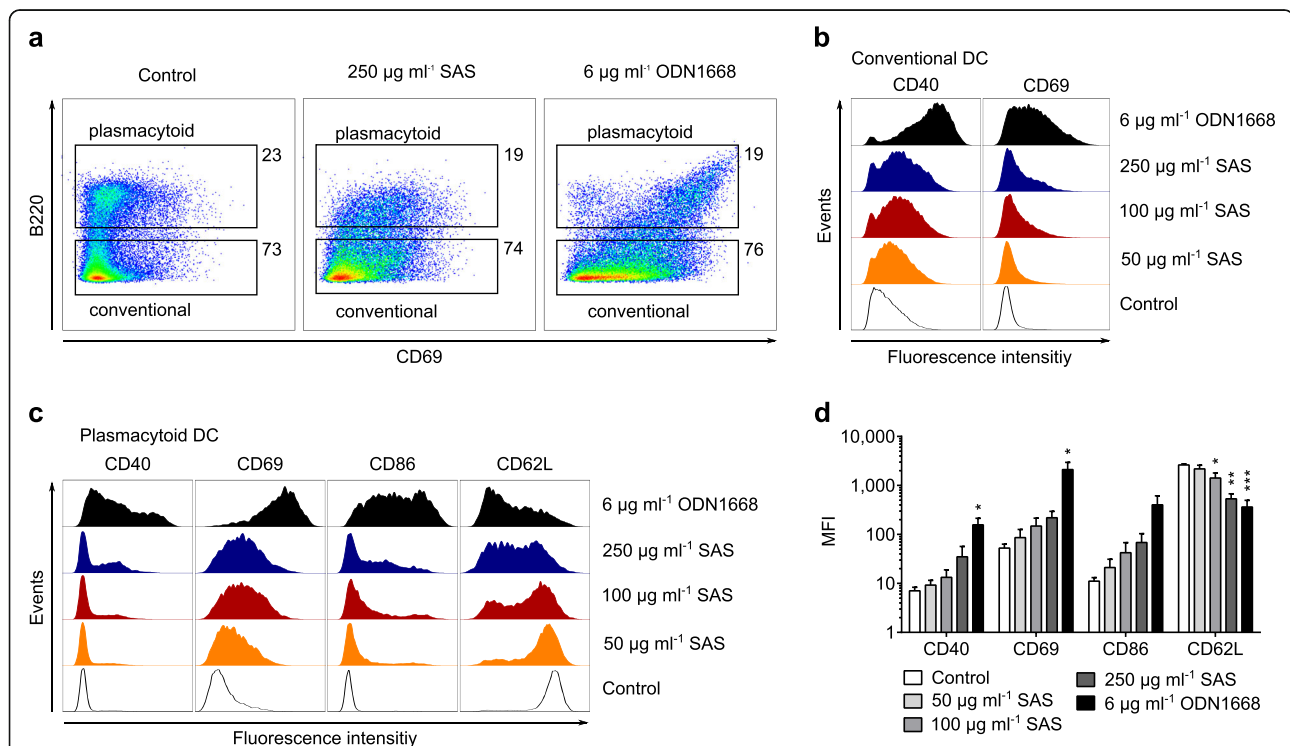 a
Control
250 µg ml⁻¹ SAS
6 µg ml⁻¹ ODN1668
B220
plasmacytoid
23
73
conventional
plasmacytoid
19
74
conventional
plasmacytoid
19
76
conventional
CD69
b
Conventional DC
CD40
CD69
Events
6 µg ml⁻¹ ODN1668
250 µg ml⁻¹ SAS
100 µg ml⁻¹ SAS
50 µg ml⁻¹ SAS
Control
Fluorescence intensitiy
c
Plasmacytoid DC
CD40
CD69
CD86
CD62L
Events
6 µg ml⁻¹ ODN1668
250 µg ml⁻¹ SAS
100 µg ml⁻¹ SAS
50 µg ml⁻¹ SAS
Control
Fluorescence intensitiy
d
MFI
10,000
1,000
100
10
1
*
*
*
**
***
CD40
CD69
CD86
CD62L
Control
50 µg ml⁻¹ SAS
100 µg ml⁻¹ SAS
250 µg ml⁻¹ SAS
6 µg ml⁻¹ ODN1668